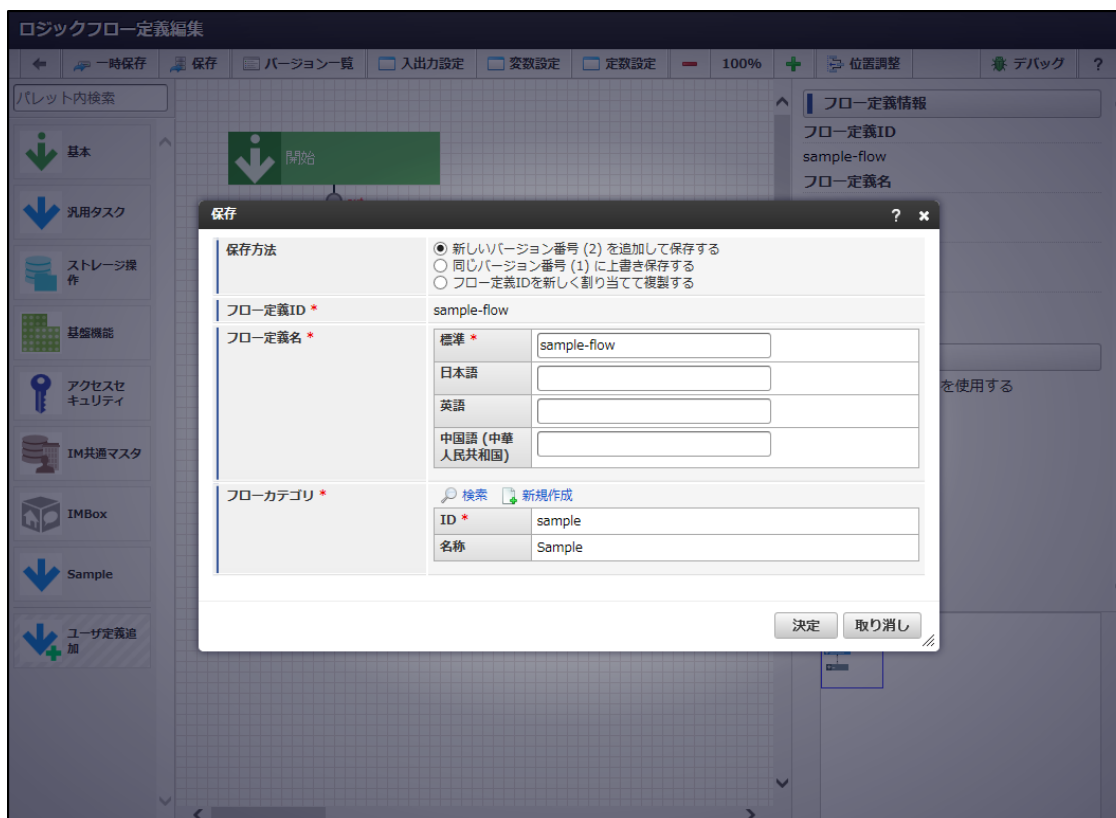 ロジックフロー定義編集
一時保存 保存 バージョン一覧 入出力設定 変数設定 定数設定 100% 位置調整 デバッグ ?
パレット内検索
基本
汎用タスク
ストレージ操
作
基盤機能
アクセスセ
キュリティ
IM共通マスタ
IMBox
Sample
ユーザ定義追
加
開始
フロー定義情報
フロー定義ID
sample-flow
フロー定義名
を使用する
保存 ?
保存方法
新しいバージョン番号 (2) を追加して保存する
同じバージョン番号 (1) に上書き保存する
フロー定義IDを新しく割り当てて複製する
フロー定義ID * sample-flow
フロー定義名 *
標準 * sample-flow
日本語
英語
中国語 (中華
人民共和国)
フローカテゴリ *
検索 新規作成
ID * sample
名称 Sample
決定 取り消し